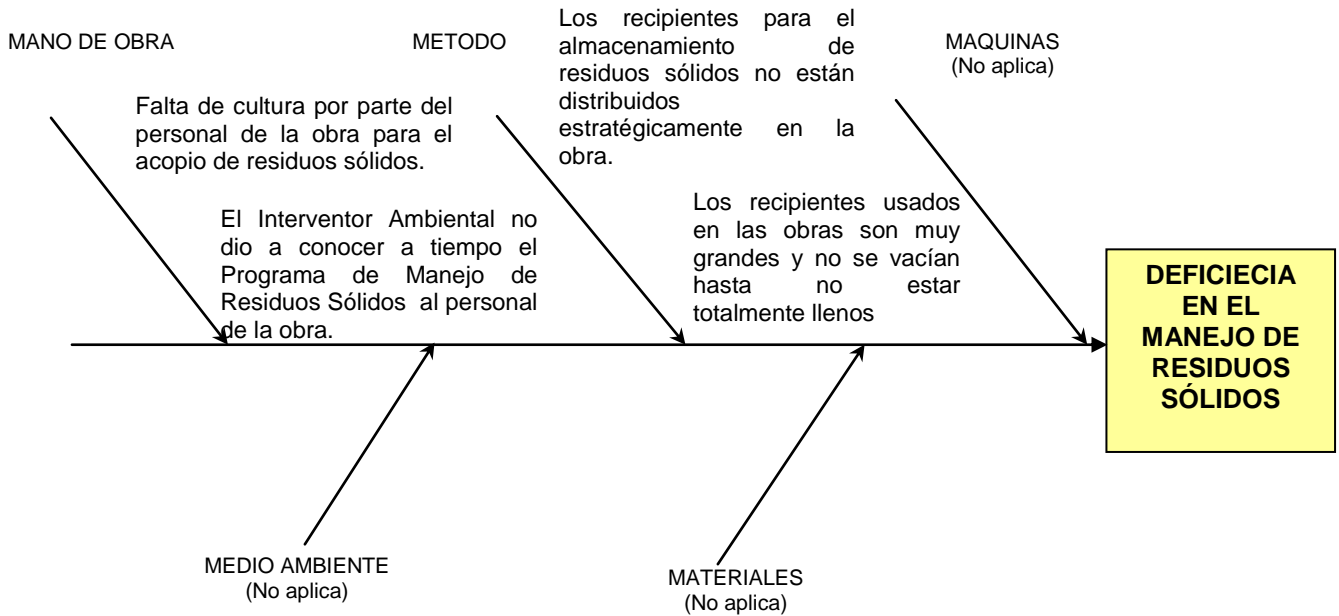 MANO DE OBRA
Falta de cultura por parte del
personal de la obra para el
acopio de residuos sólidos.
El Interventor Ambiental no
dio a conocer a tiempo el
Programa de Manejo de
Residuos Sólidos al personal
de la obra.
METODO
Los recipientes para el
almacenamiento de
residuos sólidos no están
distribuidos
estratégicamente en la
obra.
Los recipientes usados
en las obras son muy
grandes y no se vacían
hasta no estar
totalmente llenos
MAQUINAS
(No aplica)
DEFICIECIA
EN EL
MANEJO DE
RESIDUOS
SÓLIDOS
MEDIO AMBIENTE
(No aplica)
MATERIALES
(No aplica)